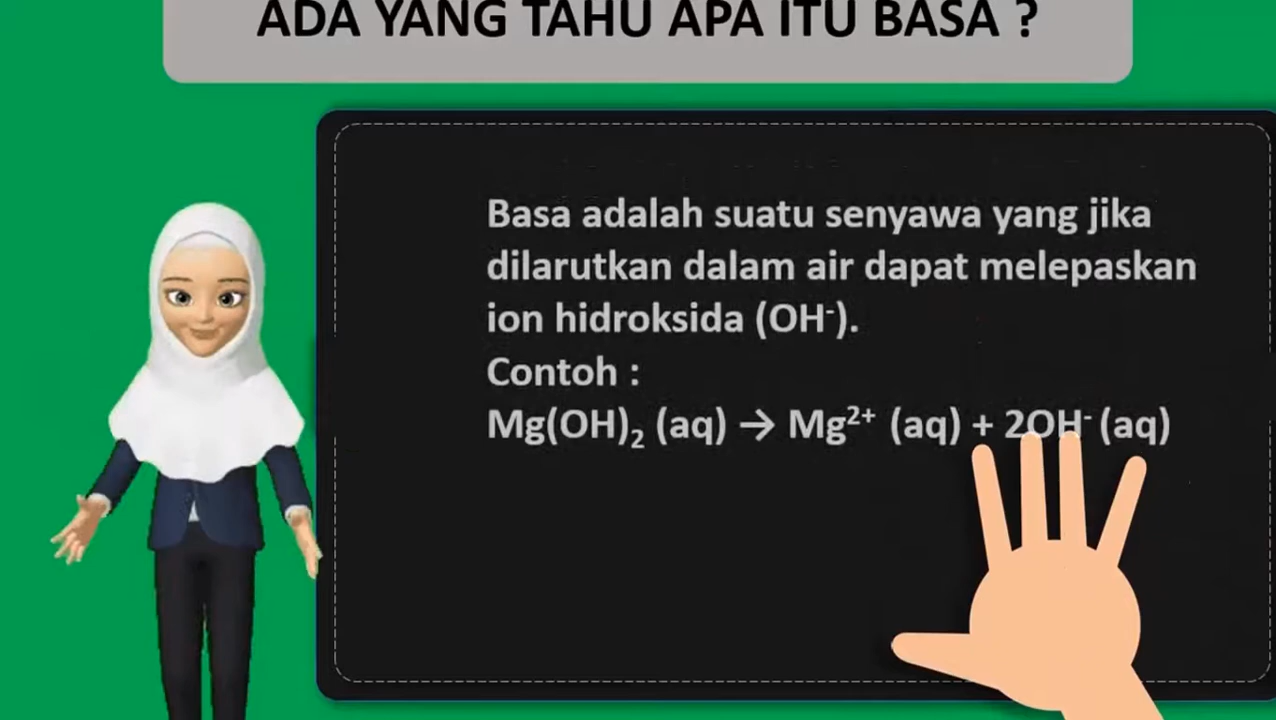 ADA YANG TAHU APA ITU BASA ?
Basa adalah suatu senyawa yang jika
dilarutkan dalam air dapat melepaskan
ion hidroksida (OH⁻).
Contoh :
Mg(OH)₂ (aq) → Mg²⁺ (aq) + 2OH⁻ (aq)